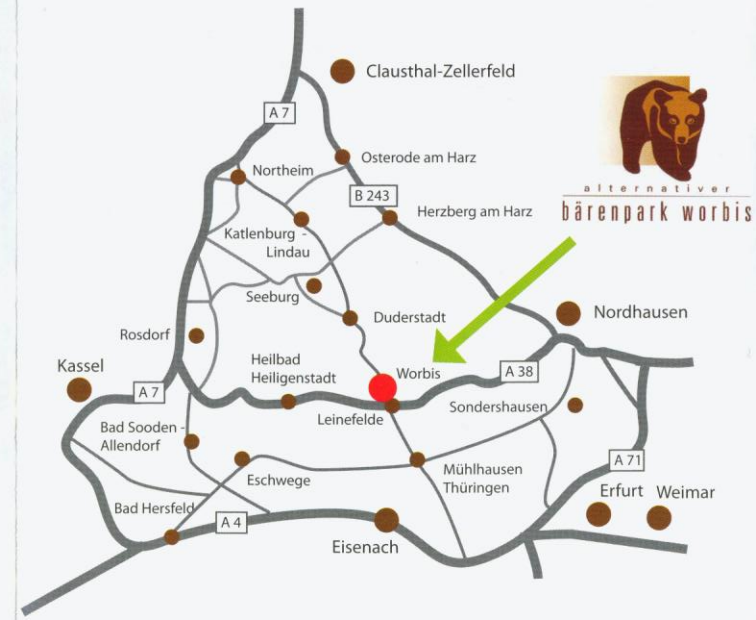 Clausthal-Zellerfeld
A 7
Northeim
Osterode am Harz
B 243
Herzberg am Harz
Katlenburg -
Lindau
Seeburg
Duderstadt
Nordhausen
Rosdorf
Kassel
Heilbad
Heiligenstadt
Worbis
A 38
A 7
Leinefelde
Sondershausen
Bad Sooden -
Allendorf
Eschwege
Mühlhausen
Thüringen
A 71
Bad Hersfeld
A 4
Erfurt
Weimar
Eisenach
alternativer
bärenpark worbis